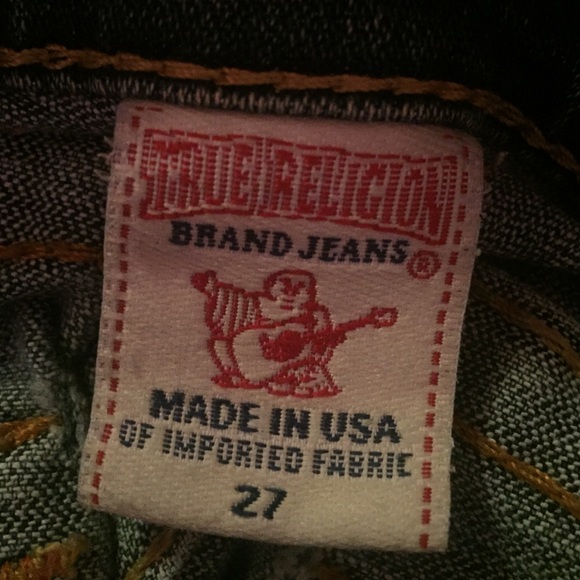 TRUE RELIGION
BRAND JEANS®
MADE IN USA
OF IMPORTED FABRIC
27